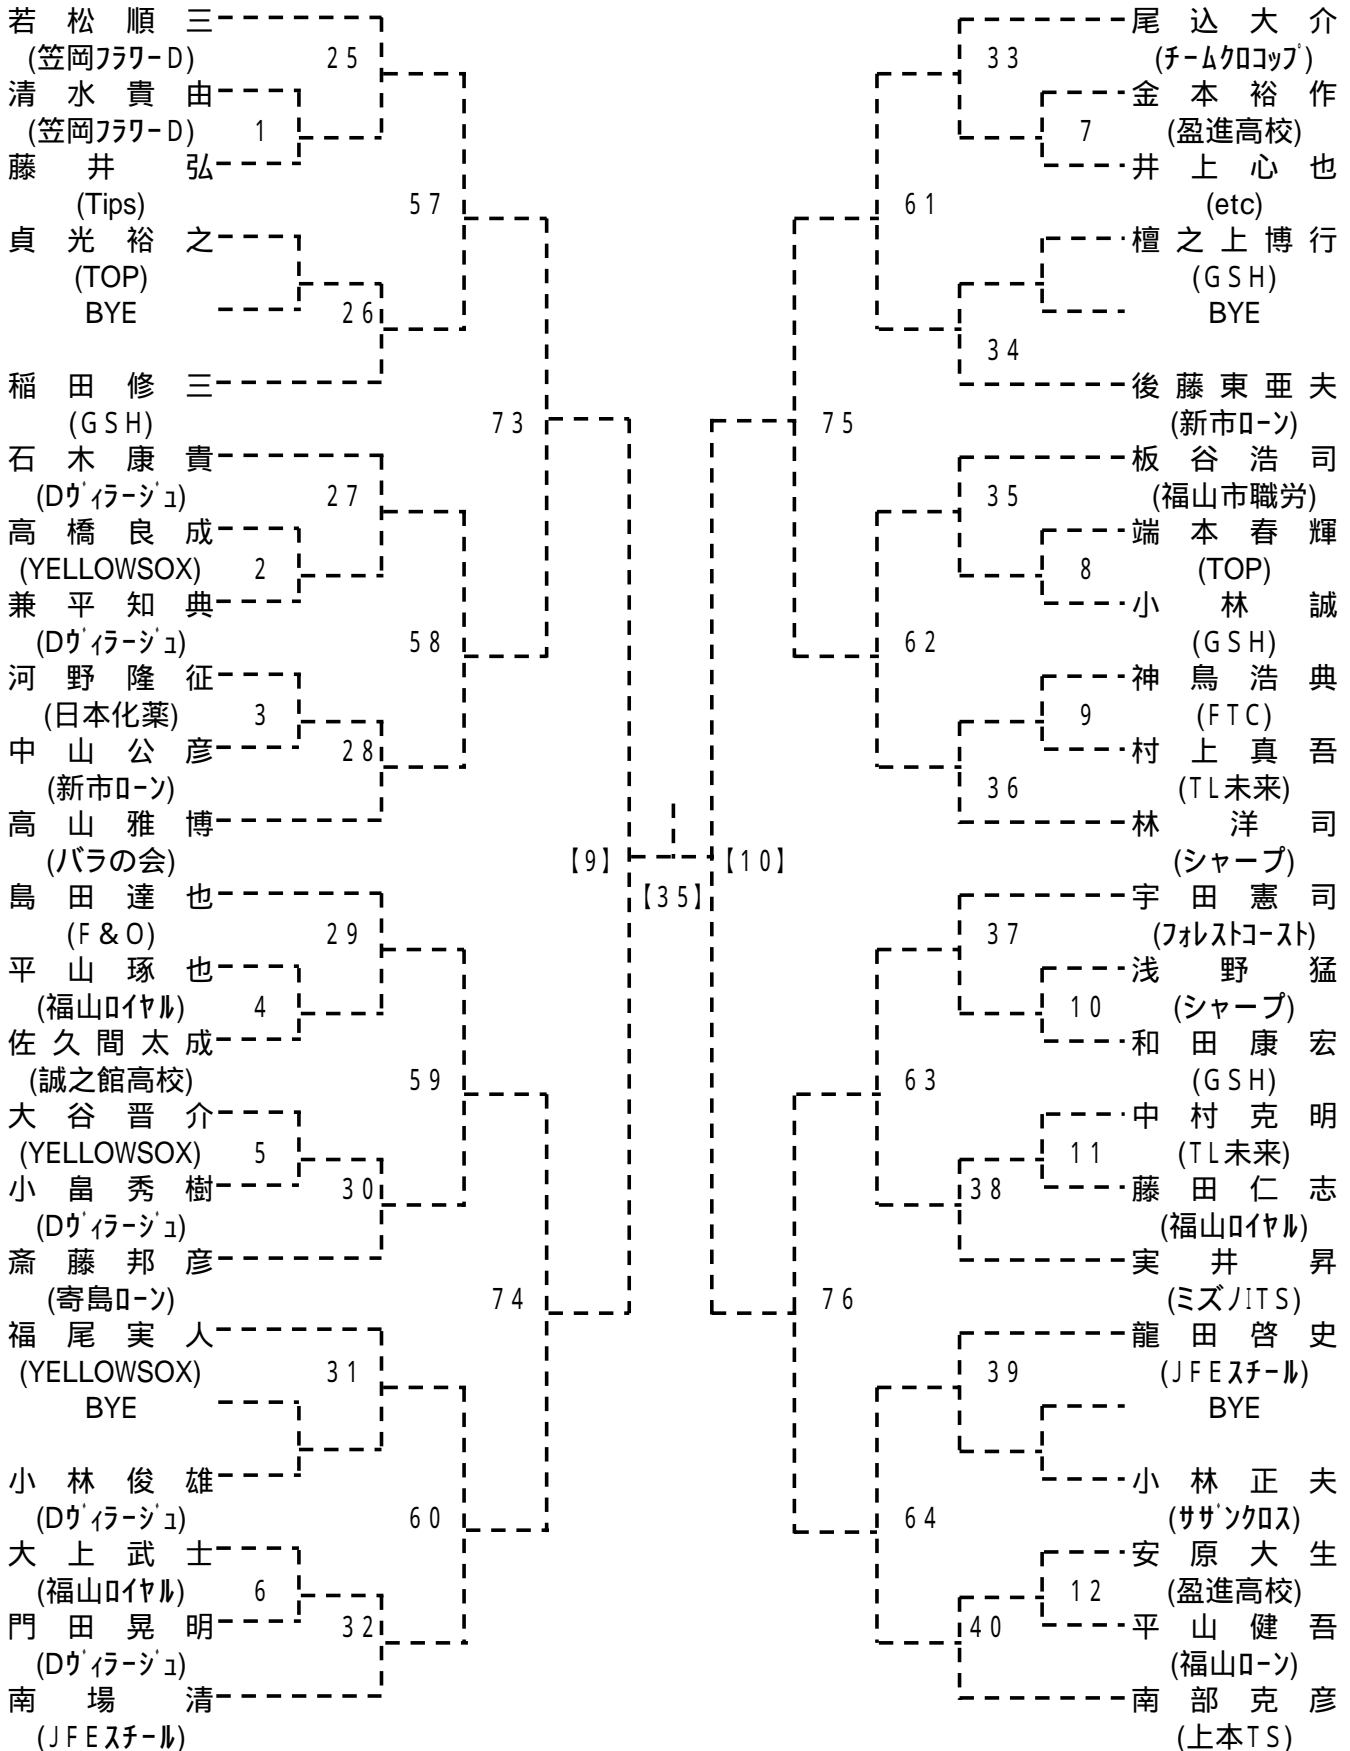 若松順三
(笠岡フラワーD)
25
清水貴由
(笠岡フラワーD)
1
藤井弘
(Tips)
57
貞光裕之
(TOP)
BYE
26
稲田修三
(GSH)
73
石木康貴
(Dヴィラージュ)
27
高橋良成
(YELLOWSOX)
2
兼平知典
(Dヴィラージュ)
58
河野隆征
(日本化薬)
3
中山公彦
28
(新市ローン)
高山雅博
(バラの会)
【9】
島田達也
(F&O)
29
平山琢也
(福山ロイヤル)
4
佐久間太成
(誠之館高校)
59
大谷晋介
(YELLOWSOX)
5
小畠秀樹
30
(Dヴィラージュ)
斎藤邦彦
(寄島ローン)
74
福尾実人
(YELLOWSOX)
31
BYE
小林俊雄
(Dヴィラージュ)
60
大上武士
(福山ロイヤル)
6
門田晃明
32
(Dヴィラージュ)
南場清
(JFEスチール)
【35】
尾込大介
33
(チームクロコップ)
金本裕作
7
(盈進高校)
井上心也
61
(etc)
檀之上博行
(GSH)
BYE
34
後藤東亜夫
75
(新市ローン)
板谷浩司
35
(福山市職労)
端本春輝
8
(TOP)
小林誠
62
(GSH)
神鳥浩典
9
(FTC)
村上真吾
36
(TL未来)
林洋司
【10】
(シャープ)
宇田憲司
37
(フォレストコースト)
浅野猛
10
(シャープ)
和田康宏
63
(GSH)
中村克明
11
(TL未来)
38
藤田仁志
(福山ロイヤル)
実井昇
76
(ミズノITS)
龍田啓史
39
(JFEスチール)
BYE
小林正夫
64
(サザンクロス)
安原大生
12
(盈進高校)
40
平山健吾
(福山ローン)
南部克彦
(上本TS)